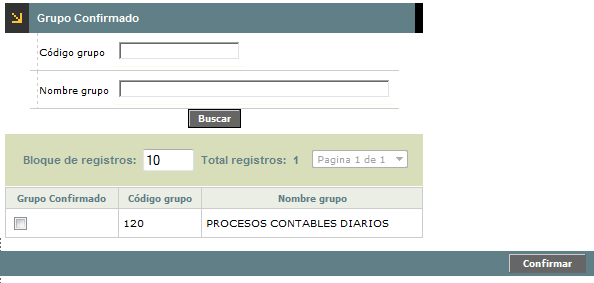 Grupo Confirmado
Código grupo
Nombre grupo
Buscar
Bloque de registros: 10 Total registros: 1 Pagina 1 de 1
Grupo Confirmado Código grupo Nombre grupo
120 PROCESOS CONTABLES DIARIOS
Confirmar